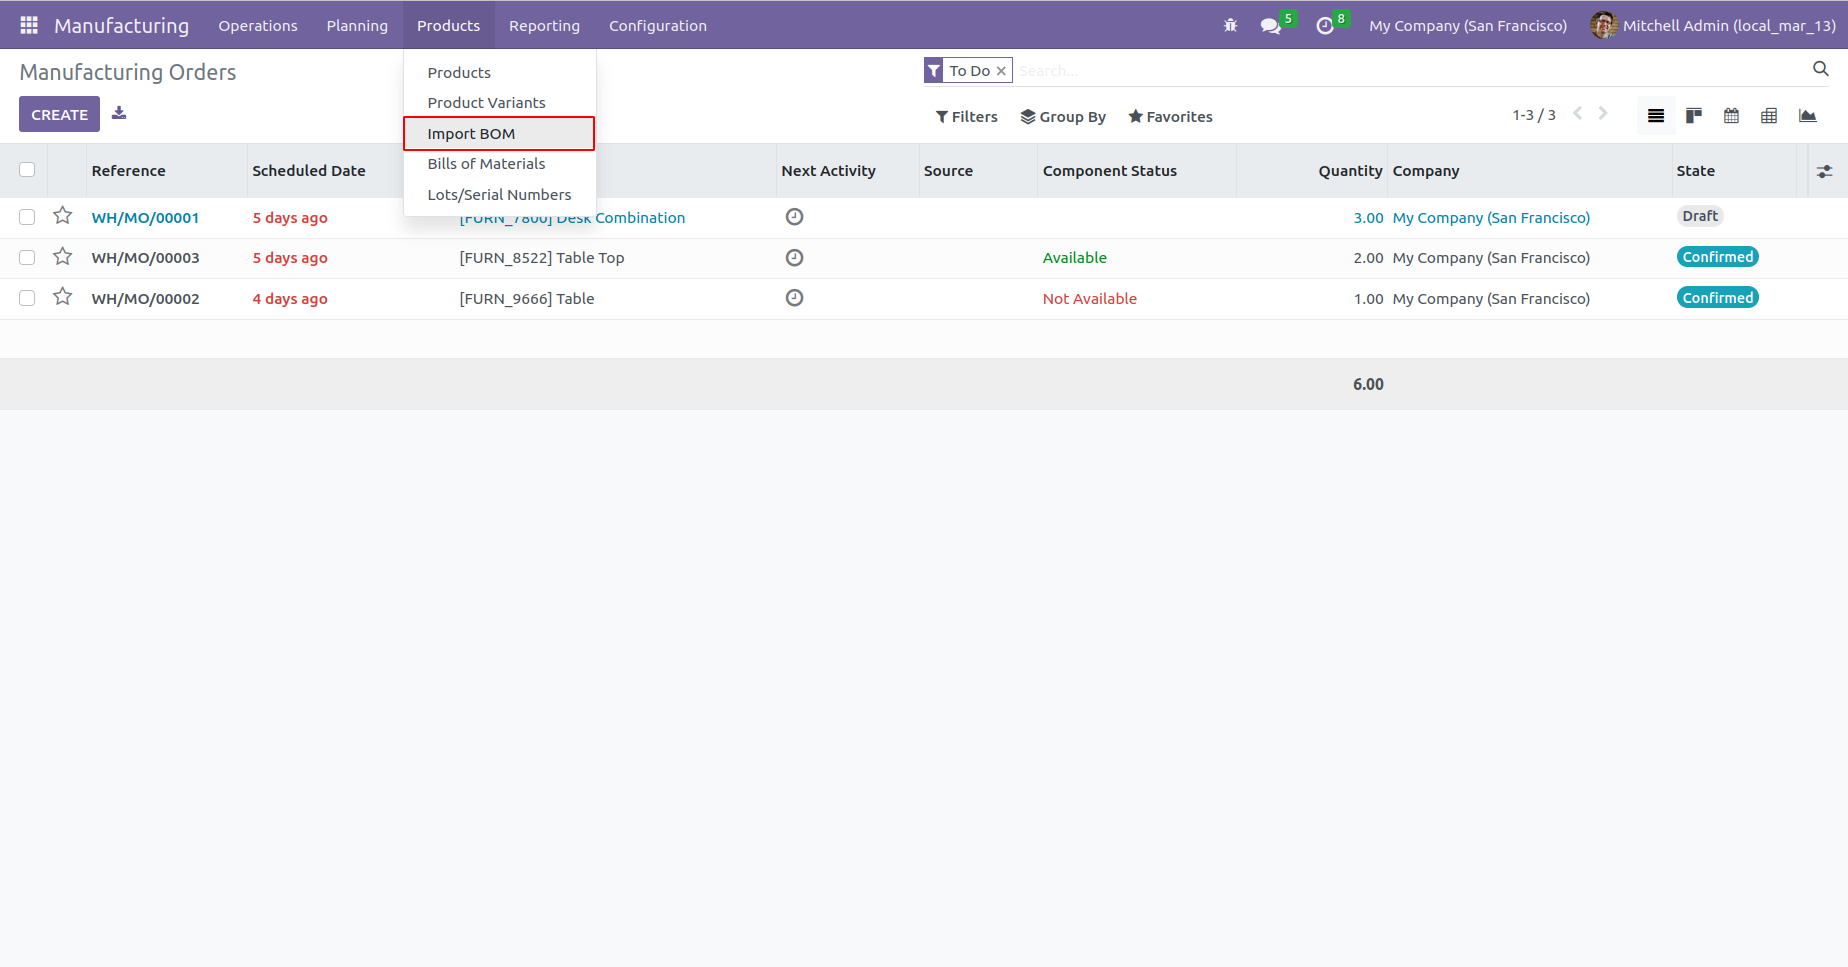 Manufacturing Operations Planning Products Reporting Configuration 5 8 My Company (San Francisco) Mitchell Admin (local_mar_13)
Manufacturing Orders
To Do × Search...
Products
Product Variants
Import BOM
Bills of Materials
Lots/Serial Numbers
CREATE
Filters Group By Favorites 1-3 / 3
Reference Scheduled Date Next Activity Source Component Status Quantity Company State
WH/MO/00001 5 days ago [FURN_7800] Desk Combination 3.00 My Company (San Francisco) Draft
WH/MO/00003 5 days ago [FURN_8522] Table Top Available 2.00 My Company (San Francisco) Confirmed
WH/MO/00002 4 days ago [FURN_9666] Table Not Available 1.00 My Company (San Francisco) Confirmed
6.00